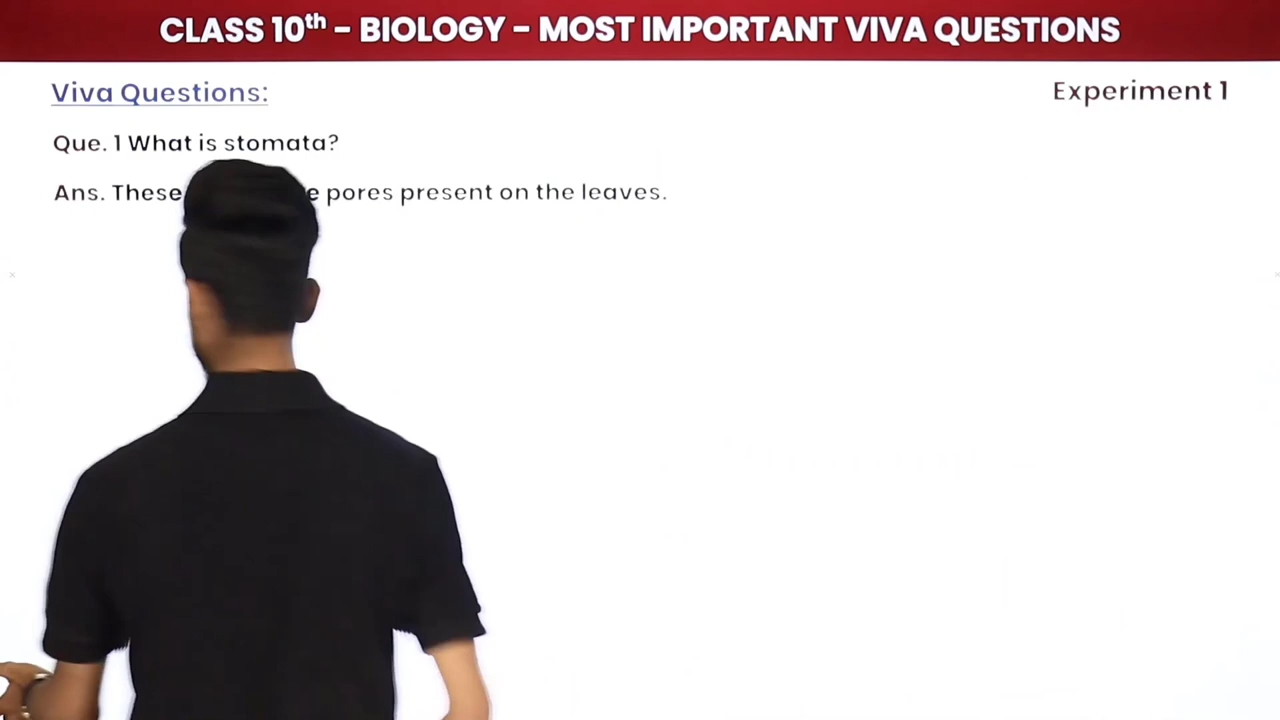 CLASS 10th - BIOLOGY - MOST IMPORTANT VIVA QUESTIONS
Viva Questions:
Experiment 1
Que. 1 What is stomata?
Ans. These pores present on the leaves.